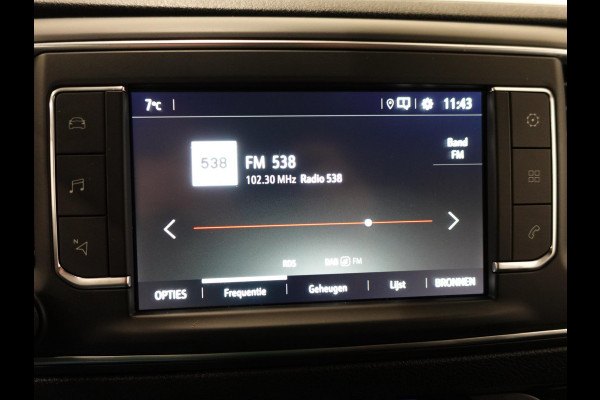 7°C 11:43
538 FM 538 Band
102.30 MHz Radio 538 FM
N
RDS DAB FM
OPTIES Frequentie Geheugen Lijst BRONNEN